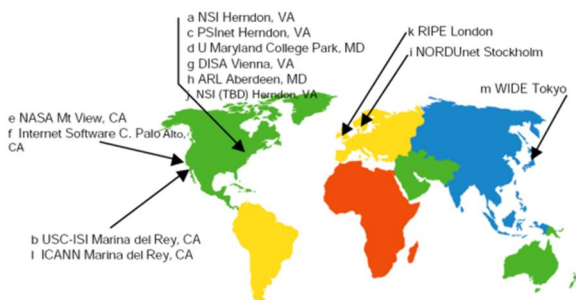 a NSI Herndon, VA
c PSInet Herndon, VA
d U Maryland College Park, MD
g DISA Vienna, VA
h ARL Aberdeen, MD
j NSI (TBD) Herndon, VA
k RIPE London
i NORDUnet Stockholm
m WIDE Tokyo
e NASA Mt View, CA
f Internet Software C. Palo Alto,
CA
b USC-ISI Marina del Rey, CA
l ICANN Marina del Rey, CA